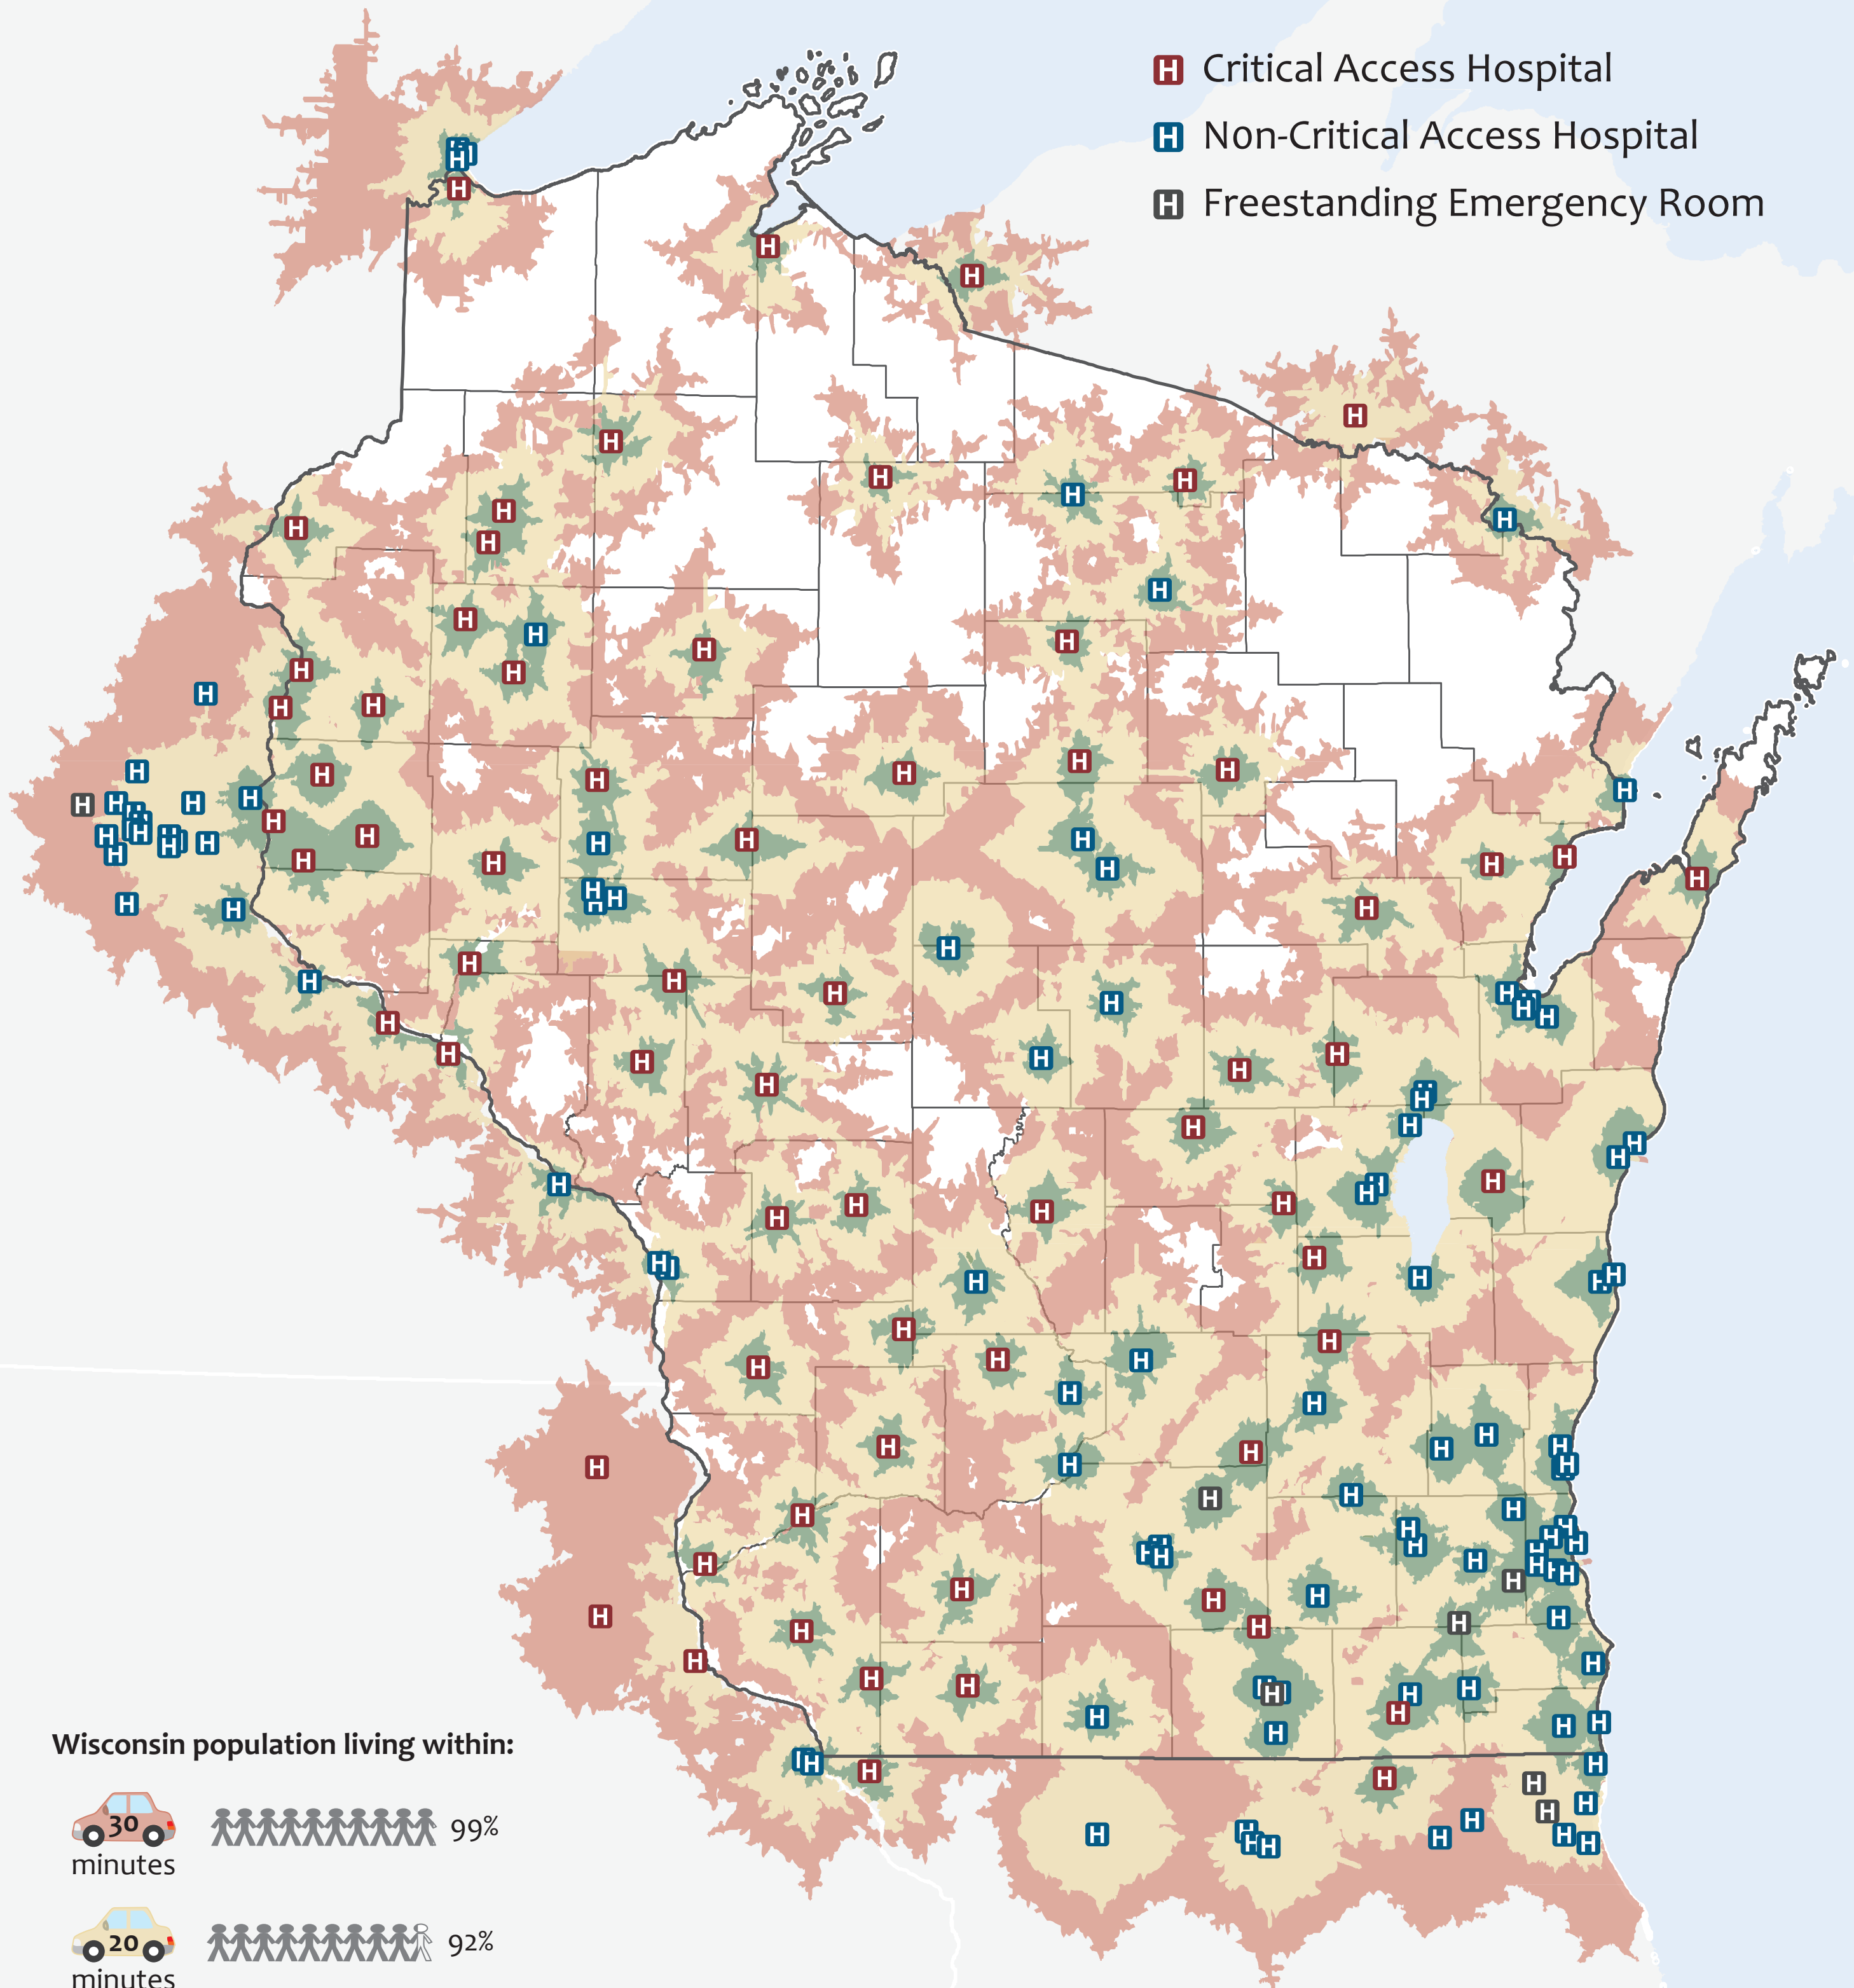 H Critical Access Hospital
H Non-Critical Access Hospital
H Freestanding Emergency Room
Wisconsin population living within:
30
99%
minutes
20
92%
minutes